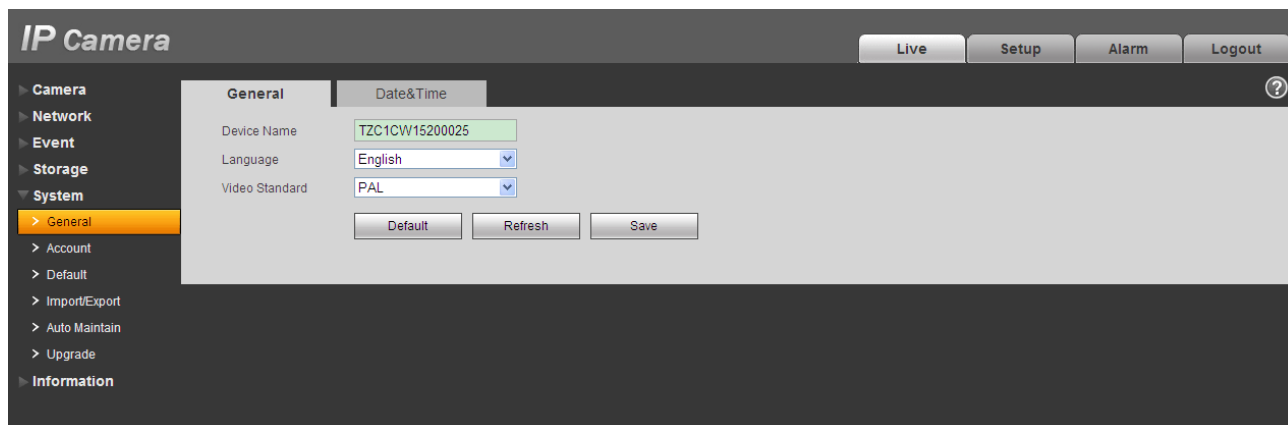 IP Camera
Live Setup Alarm Logout
Camera
Network
Event
Storage
System
> General
> Account
> Default
> Import/Export
> Auto Maintain
> Upgrade
Information
General Date&Time
Device Name TZC1CW15200025
Language English
Video Standard PAL
Default Refresh Save
?